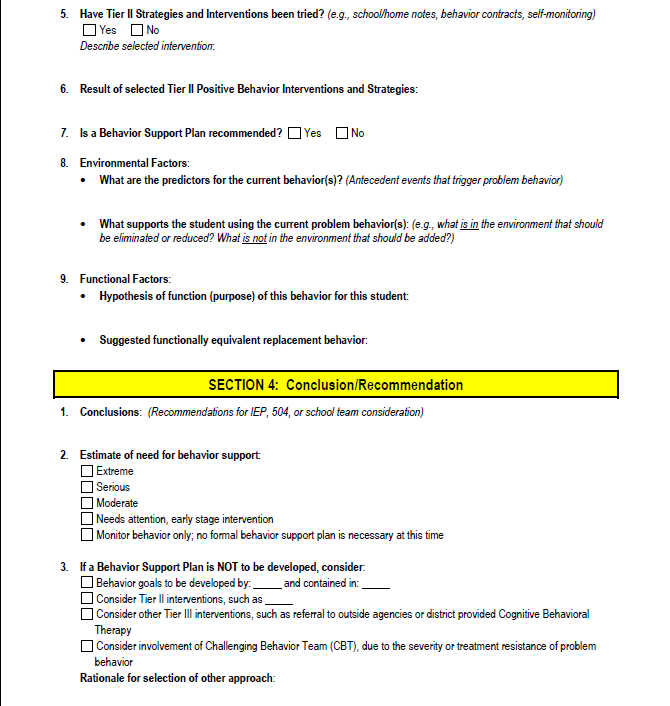 5. Have Tier II Strategies and Interventions been tried? (e.g., school/home notes, behavior contracts, self-monitoring)
☐ Yes ☐ No
Describe selected intervention:
6. Result of selected Tier II Positive Behavior Interventions and Strategies:
7. Is a Behavior Support Plan recommended? ☐ Yes ☐ No
8. Environmental Factors:
• What are the predictors for the current behavior(s)? (Antecedent events that trigger problem behavior)
• What supports the student using the current problem behavior(s): (e.g., what is in the environment that should
be eliminated or reduced? What is not in the environment that should be added?)
9. Functional Factors:
• Hypothesis of function (purpose) of this behavior for this student:
• Suggested functionally equivalent replacement behavior:
SECTION 4: Conclusion/Recommendation
1. Conclusions: (Recommendations for IEP, 504, or school team consideration)
2. Estimate of need for behavior support:
☐ Extreme
☐ Serious
☐ Moderate
☐ Needs attention, early stage intervention
☐ Monitor behavior only; no formal behavior support plan is necessary at this time
3. If a Behavior Support Plan is NOT to be developed, consider:
☐ Behavior goals to be developed by: _____ and contained in: _____
☐ Consider Tier II interventions, such as _____
☐ Consider other Tier III interventions, such as referral to outside agencies or district provided Cognitive Behavioral
Therapy
☐ Consider involvement of Challenging Behavior Team (CBT), due to the severity or treatment resistance of problem
behavior
Rationale for selection of other approach: